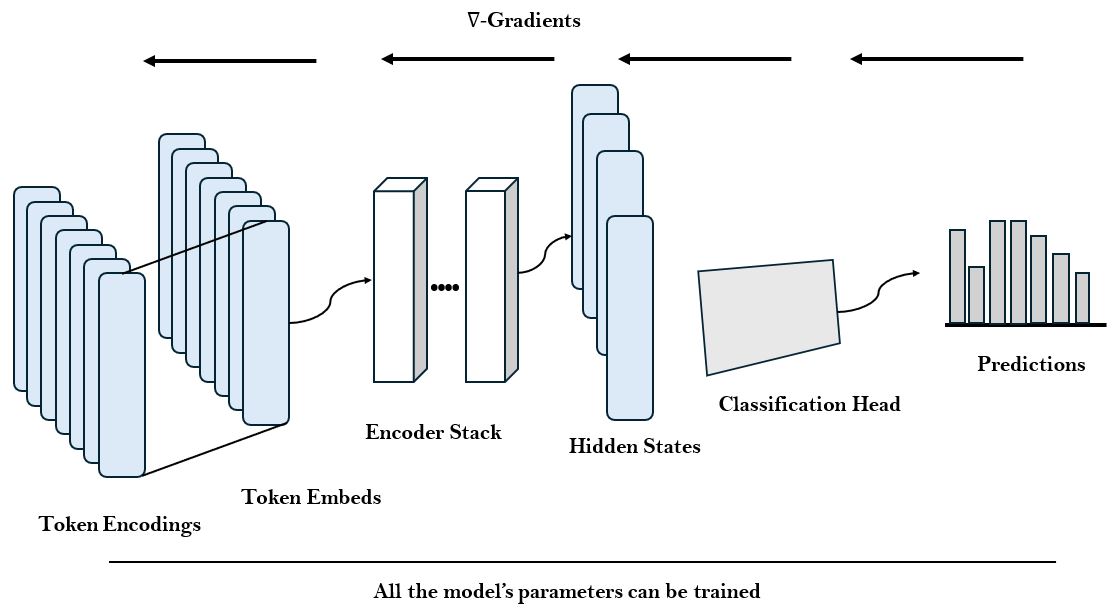 ∇-Gradients
Predictions
Classification Head
Encoder Stack
Hidden States
Token Embeds
Token Encodings
All the model's parameters can be trained